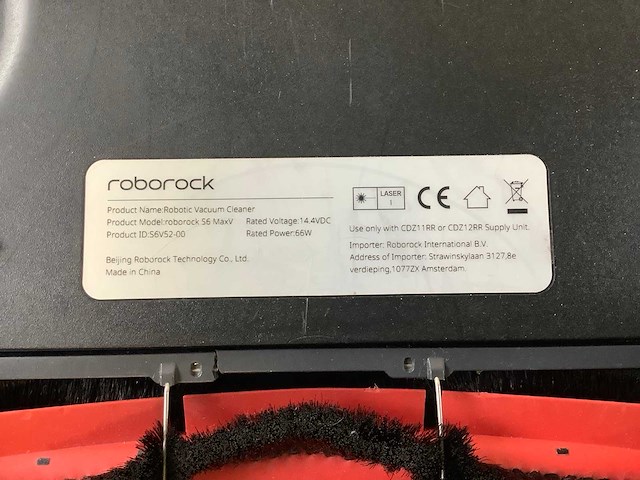 roborock
Product Name:Robotic Vacuum Cleaner
Product Model:roborock S6 MaxV Rated Voltage:14.4VDC
Product ID:S6V52-00 Rated Power:66W
Beijing Roborock Technology Co., Ltd.
Made in China
LASER
I
CE
Use only with CDZ11RR or CDZ12RR Supply Unit.
Importer: Roborock International B.V.
Address of Importer: Strawinskylaan 3127,8e
verdieping,1077ZX Amsterdam.